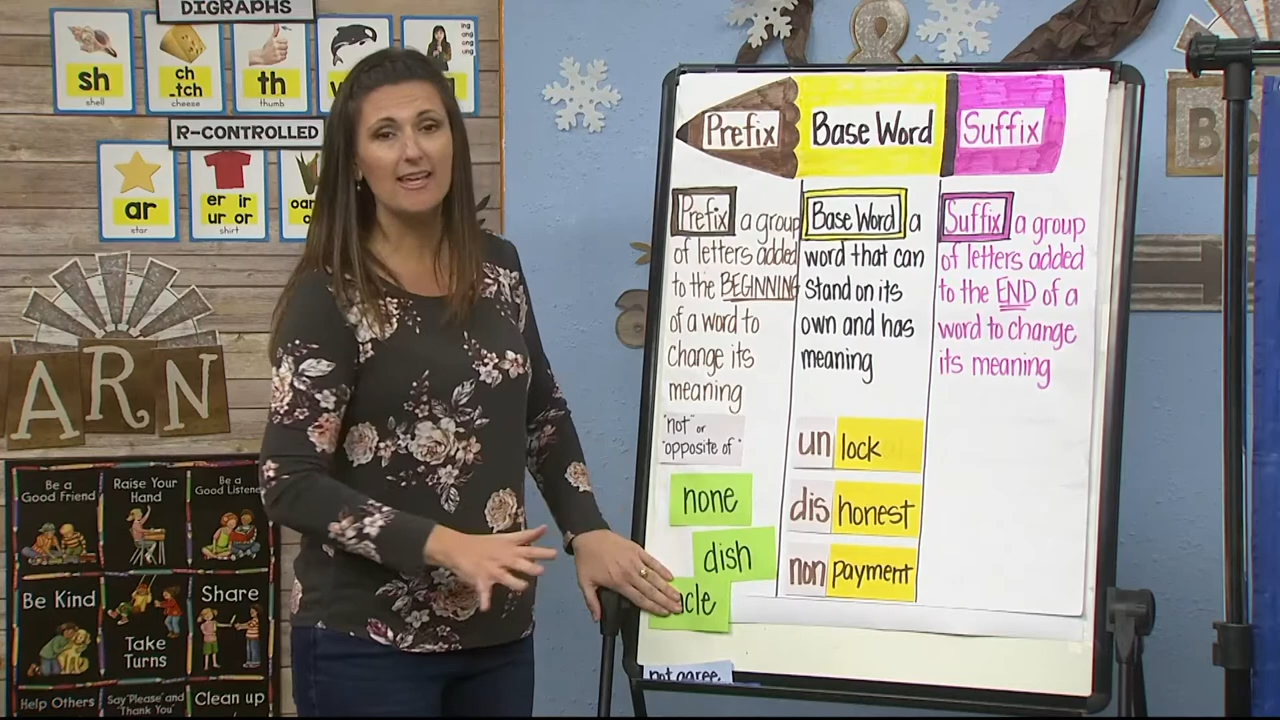 DIGRAPHS
sh
shell
ch
_tch
cheese
th
thumb
ing
ang
ong
ung
R-CONTROLLED
ar
star
er ir
ur or
shirt
ARN
Be a
Good Friend
Raise Your
Hand
Be a
Be Kind
Take
Turns
Share
Help Others
Say "Please" and
"Thank You"
Clean up
Prefix
Base Word
Suffix
Prefix a group
of letters added
to the BEGINNING
of a word to
change its
meaning
"not" or
"opposite of"
none
dish
Base Word a
word that can
stand on its
own and has
meaning
un lock
dis honest
non payment
Suffix a group
of letters added
to the END of a
word to change
its meaning
not agree
&